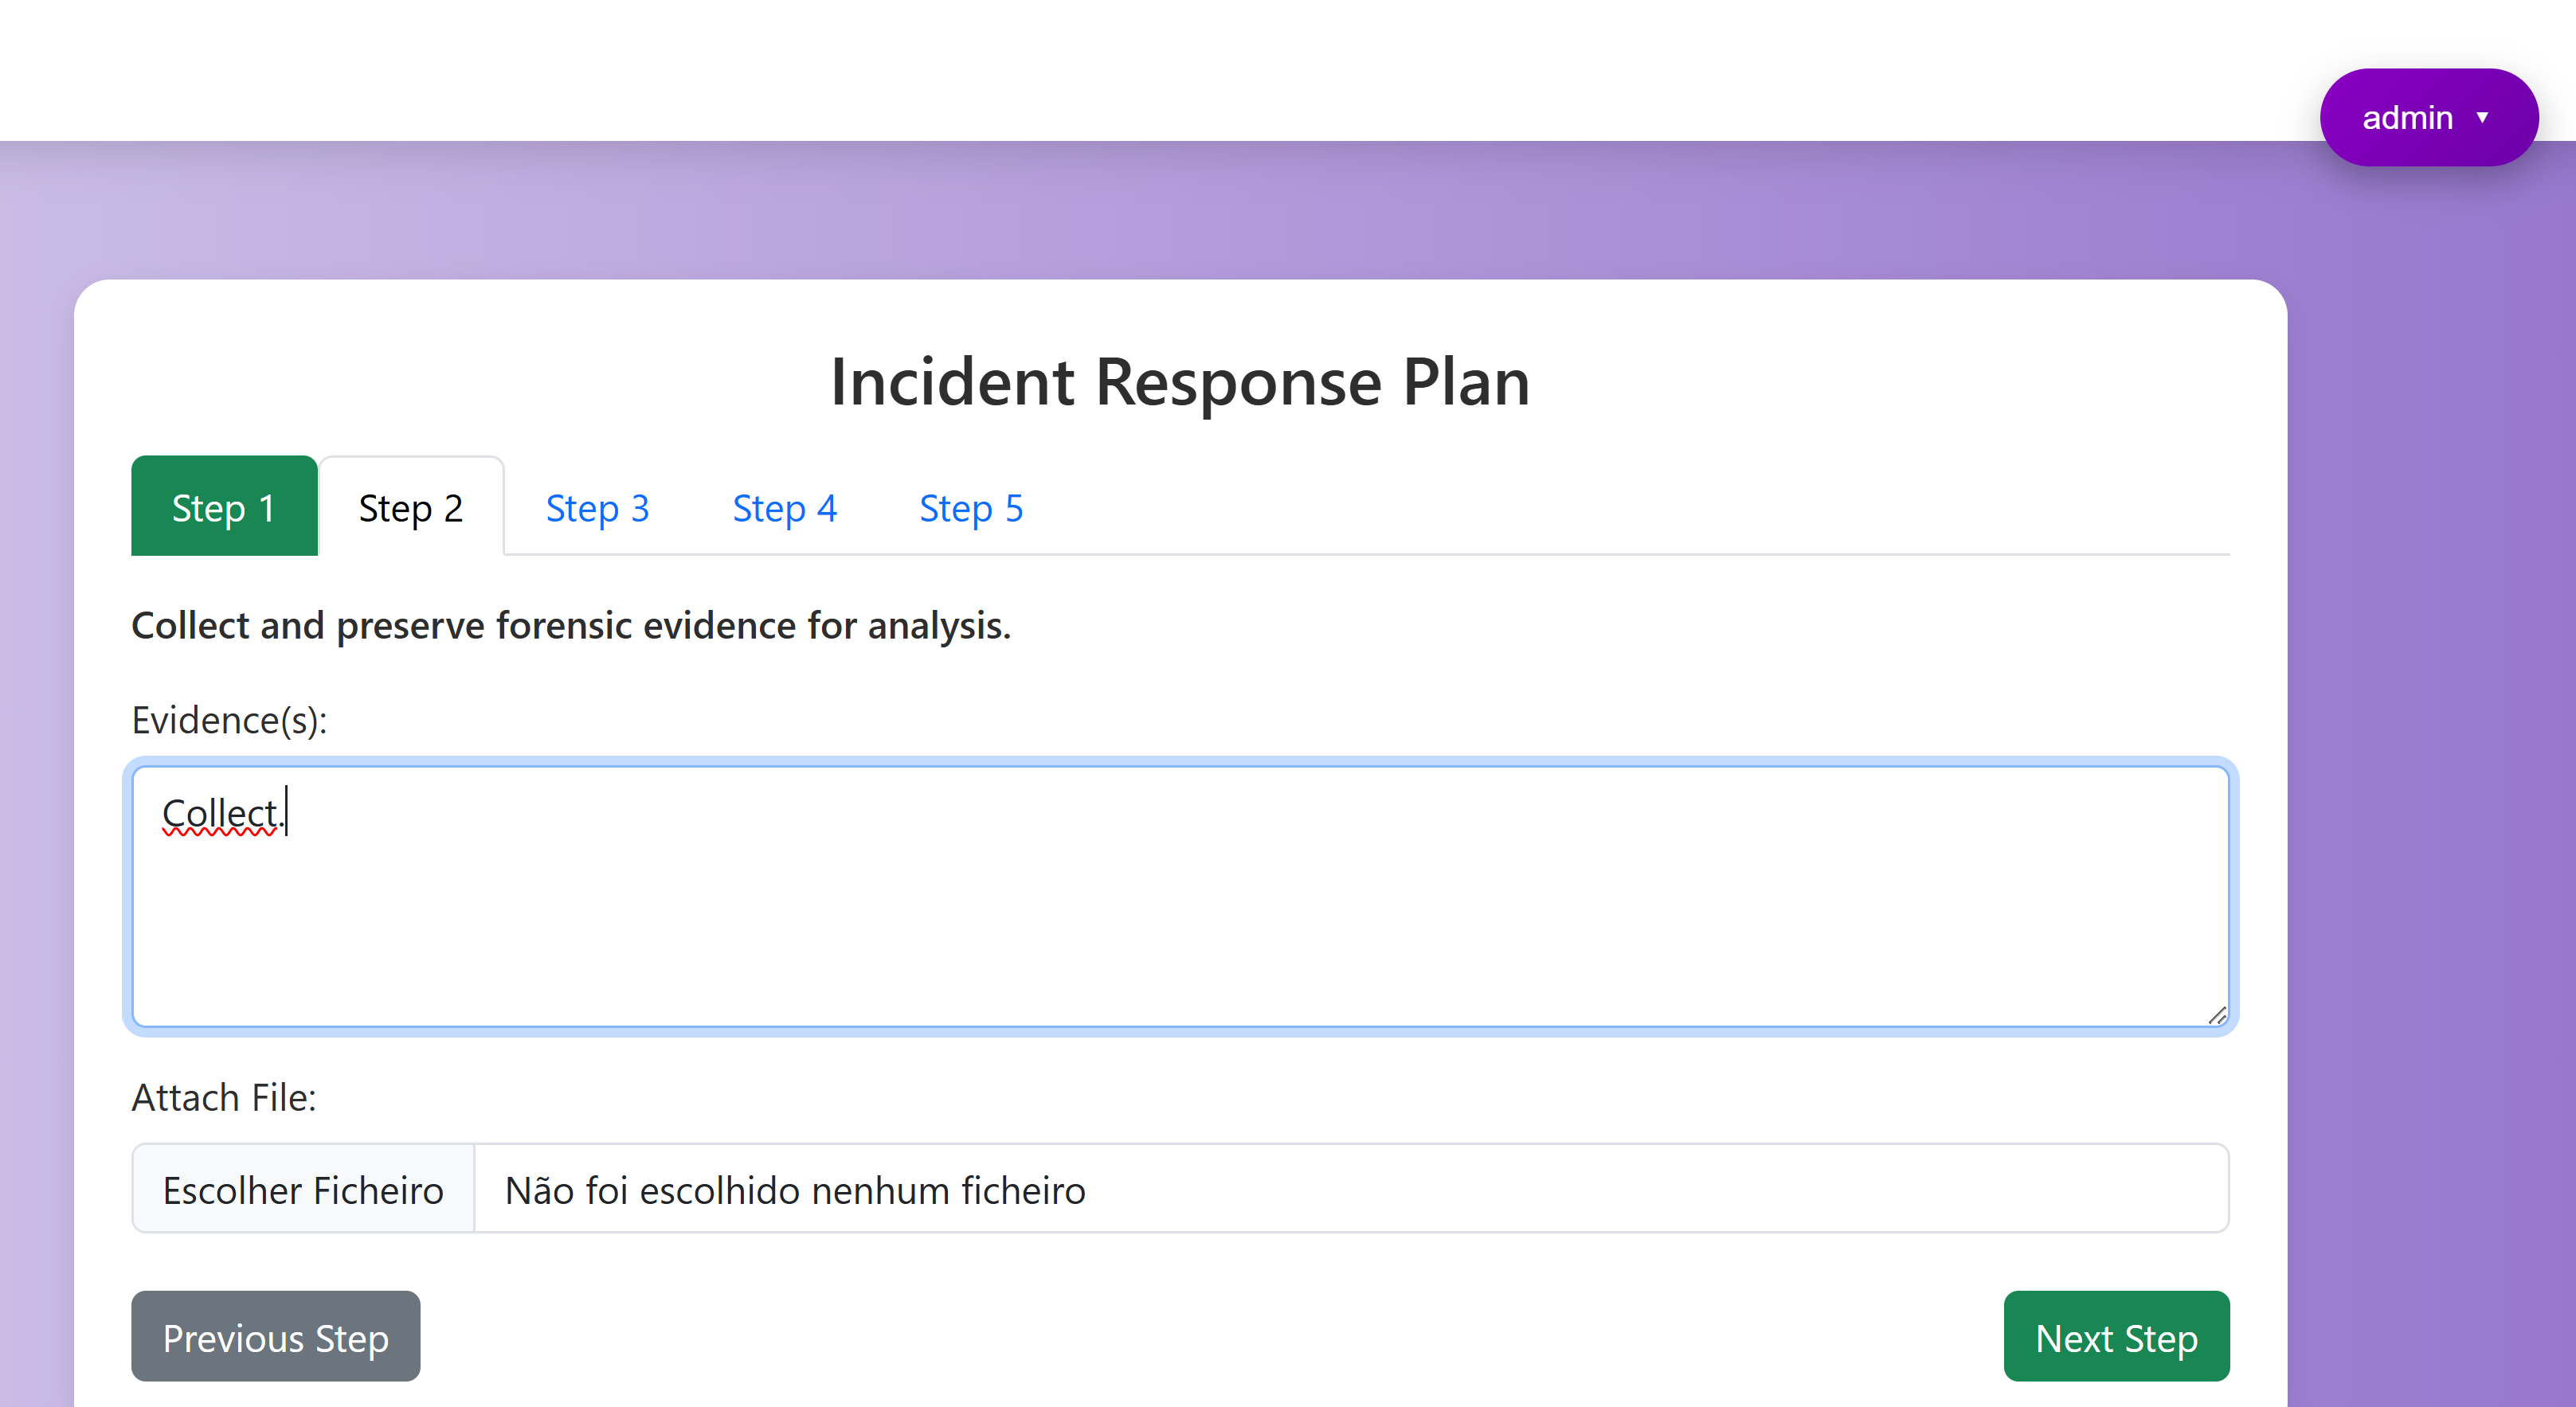 admin ▼
Incident Response Plan
Step 1 Step 2 Step 3 Step 4 Step 5
Collect and preserve forensic evidence for analysis.
Evidence(s):
Collect.
Attach File:
Escolher Ficheiro Não foi escolhido nenhum ficheiro
Previous Step Next Step